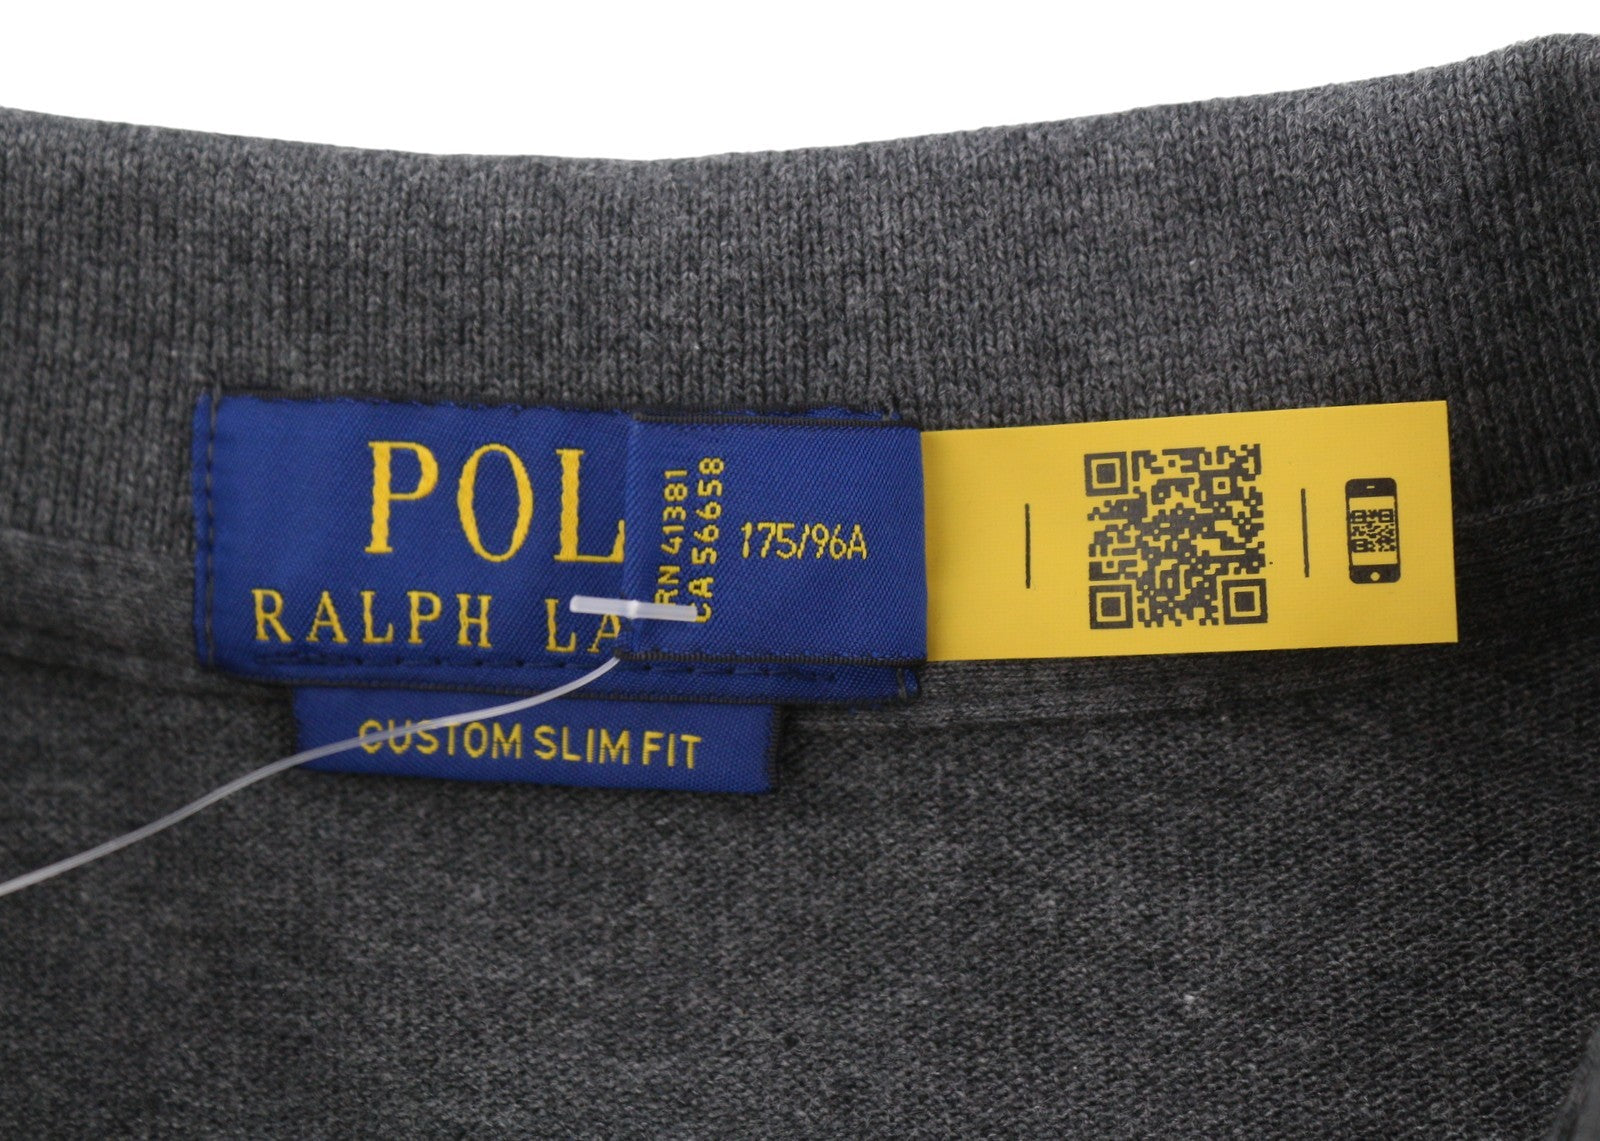 POL
RALPH LA
RN 41381
CA 56658
175/96A
CUSTOM SLIM FIT